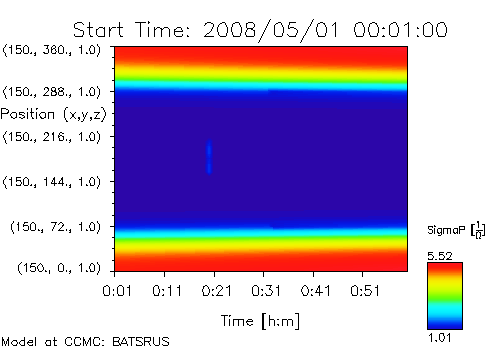 Start Time: 2008/05/01 00:01:00
(150., 360., 1.0)
(150., 288., 1.0)
Position (x,y,z)
(150., 216., 1.0)
(150., 144., 1.0)
(150., 72., 1.0)
(150., 0., 1.0)
0:01 0:11 0:21 0:31 0:41 0:51
Time [h:m]
SigmaP [1/Ω]
5.52
1.01
Model at CCMC: BATSRUS